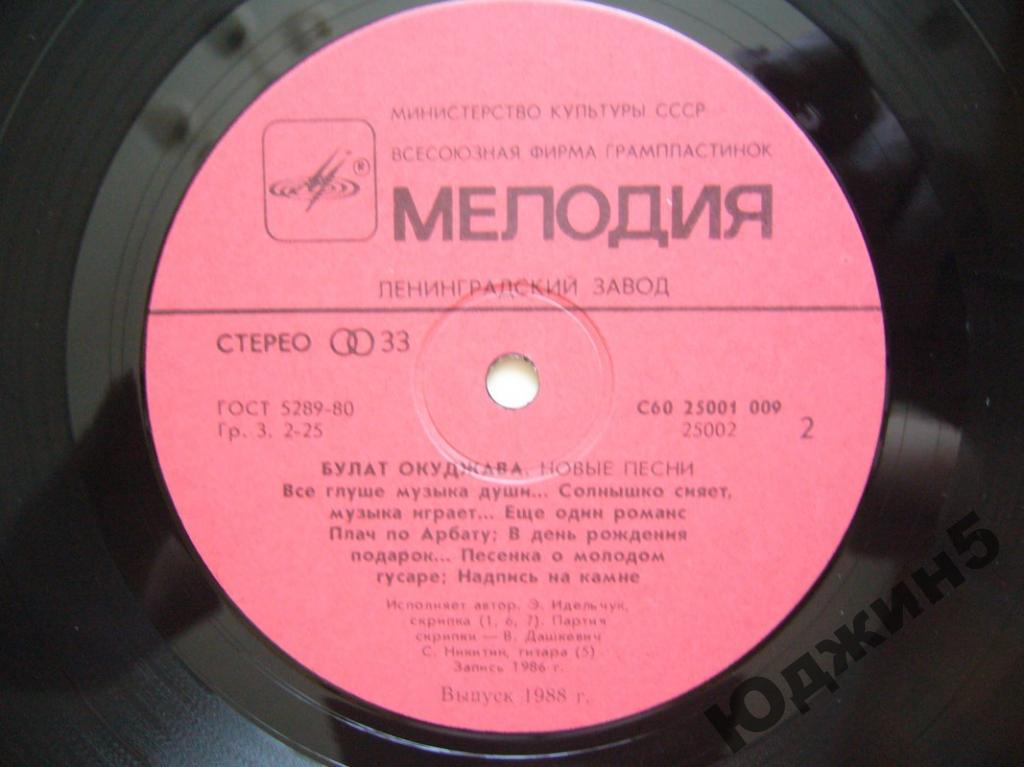 МИНИСТЕРСТВО КУЛЬТУРЫ СССР
ВСЕСОЮЗНАЯ ФИРМА ГРАМПЛАСТИНОК
®
МЕЛОДИЯ
ЛЕНИНГРАДСКИЙ ЗАВОД
СТЕРЕО 33
ГОСТ 5289-80
Гр. 3. 2-25
С60 25001 009
25002 2
БУЛАТ ОКУДЖАВА. НОВЫЕ ПЕСНИ
Все глуше музыка души... Солнышко сияет,
музыка играет... Еще один романс
Плач по Арбату; В день рождения
подарок... Песенка о молодом
гусаре; Надпись на камне
Исполняет автор. Э. Идельчук,
скрипка (1, 6, 7). Партия
скрипки — В. Дашкевич
С. Никитин, гитара (5)
Запись 1986 г.
Выпуск 1988 г.
Юджин5